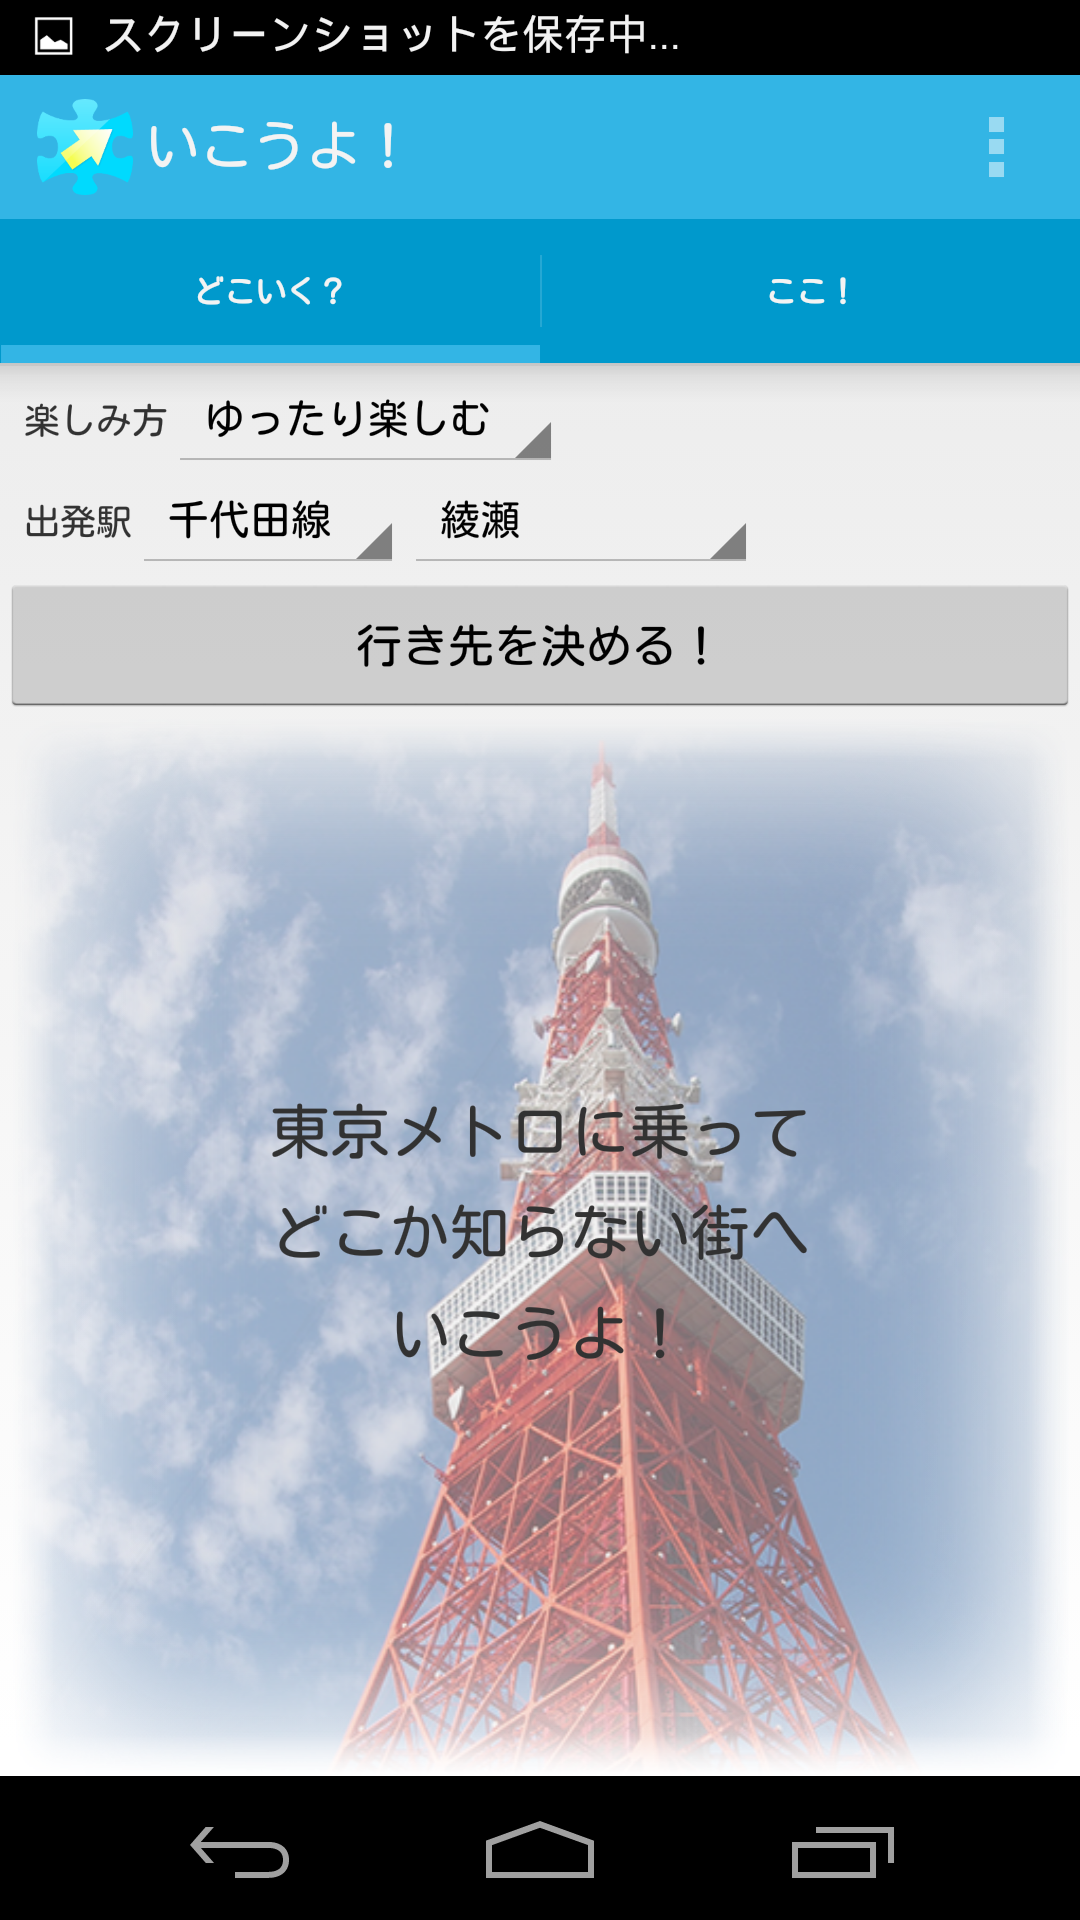 スクリーンショットを保存中...
いこうよ！
どこいく？
ここ！
楽しみ方 ゆったり楽しむ
出発駅 千代田線 綾瀬
行き先を決める！
東京メトロに乗って
どこか知らない街へ
いこうよ！